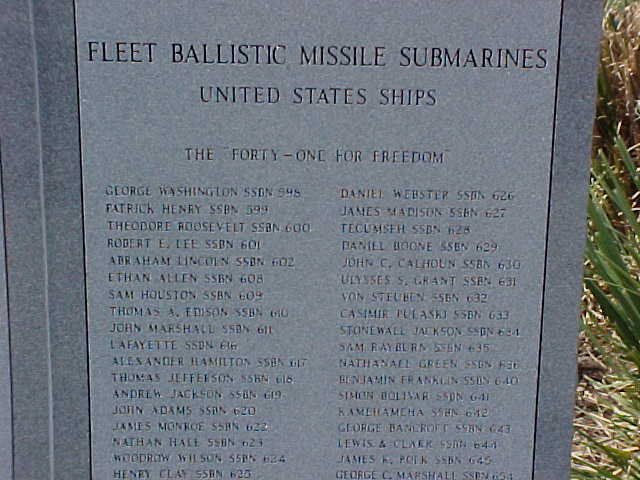 FLEET BALLISTIC MISSILE SUBMARINES
UNITED STATES SHIPS
THE "FORTY-ONE FOR FREEDOM"
GEORGE WASHINGTON SSBN 598
PATRICK HENRY SSBN 599
THEODORE ROOSEVELT SSBN 600
ROBERT E. LEE SSBN 601
ABRAHAM LINCOLN SSBN 602
ETHAN ALLEN SSBN 608
SAM HOUSTON SSBN 609
THOMAS A. EDISON SSBN 610
JOHN MARSHALL SSBN 611
LAFAYETTE SSBN 616
ALEXANDER HAMILTON SSBN 617
THOMAS JEFFERSON SSBN 618
ANDREW JACKSON SSBN 619
JOHN ADAMS SSBN 620
JAMES MONROE SSBN 622
NATHAN HALE SSBN 623
WOODROW WILSON SSBN 624
HENRY CLAY SSBN 625
DANIEL WEBSTER SSBN 626
JAMES MADISON SSBN 627
TECUMSEH SSBN 628
DANIEL BOONE SSBN 629
JOHN C. CALHOUN SSBN 630
ULYSSES S. GRANT SSBN 631
VON STEUBEN SSBN 632
CASIMIR PULASKI SSBN 633
STONEWALL JACKSON SSBN 634
SAM RAYBURN SSBN 635
NATHANAEL GREEN SSBN 636
BENJAMIN FRANKLIN SSBN 640
SIMON BOLIVAR SSBN 641
KAMEHAMEHA SSBN 642
GEORGE BANCROFT SSBN 643
LEWIS & CLARK SSBN 644
JAMES K. POLK SSBN 645
GEORGE C. MARSHALL SSBN 654